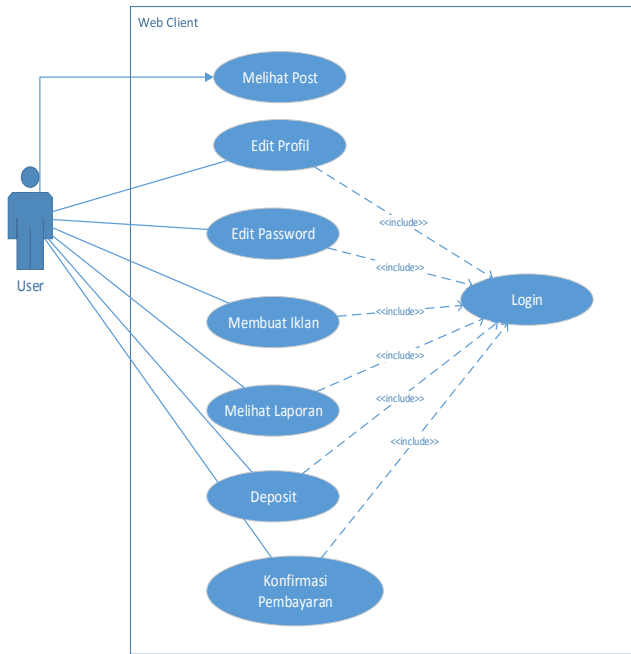 Web Client
Melihat Post
Edit Profil
<<include>>
Edit Password
<<include>>
User
Login
Membuat Iklan
<<include>>
<<include>>
Melihat Laporan
<<include>>
<<include>>
Deposit
Konfirmasi
Pembayaran